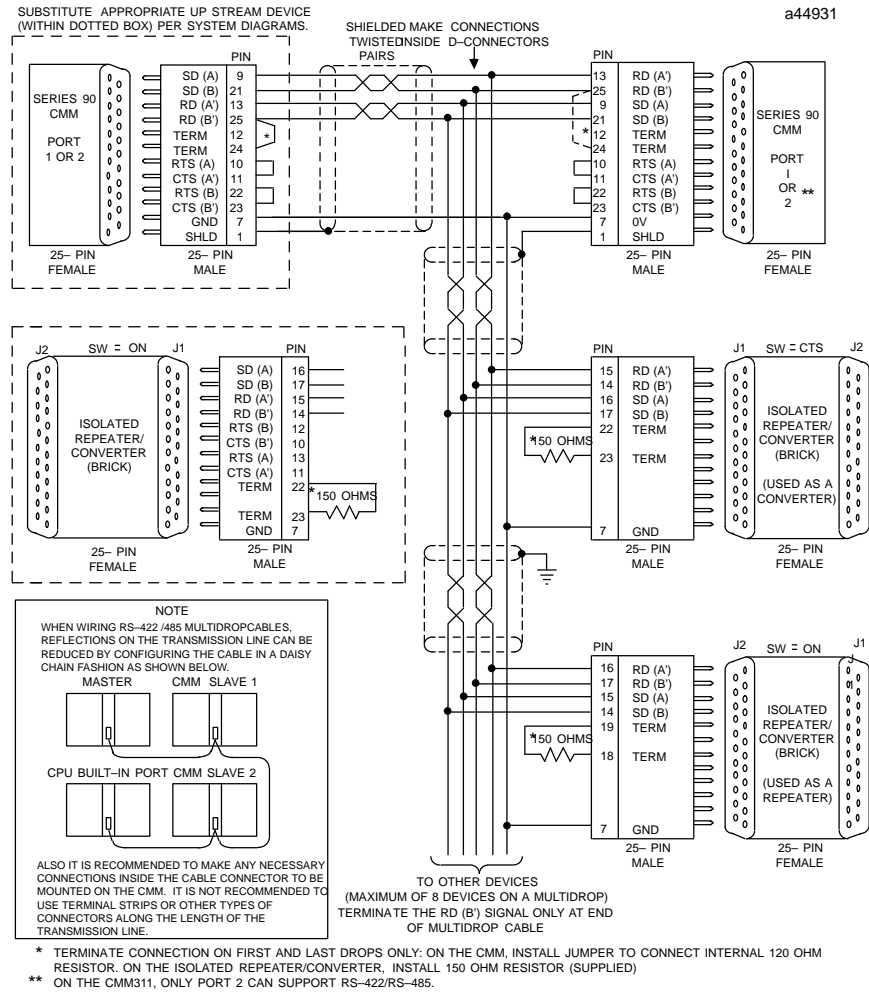 SUBSTITUTE APPROPRIATE UP STREAM DEVICE
(WITHIN DOTTED BOX) PER SYSTEM DIAGRAMS.
SHIELDED
TWISTED
PAIRS
MAKE CONNECTIONS
INSIDE D–CONNECTORS
a44931
SERIES 90
CMM
PORT
1 OR 2
25– PIN
FEMALE
PIN
SD (A) 9
SD (B) 21
RD (A') 13
RD (B') 25
TERM 12 *
TERM 24
RTS (A) 10
CTS (A') 11
RTS (B) 22
CTS (B') 23
GND 7
SHLD 1
25– PIN
MALE
PIN
13 RD (A')
25 RD (B')
9 SD (A)
21 SD (B)
* 12 TERM
24 TERM
10 RTS (A)
11 CTS (A')
22 RTS (B)
23 CTS (B')
7 0V
1 SHLD
25– PIN
MALE
SERIES 90
CMM
PORT
I
OR
2 **
25– PIN
FEMALE
J2 SW = ON J1
ISOLATED
REPEATER/
CONVERTER
(BRICK)
25– PIN
FEMALE
PIN
SD (A) 16
SD (B) 17
RD (A') 15
RD (B') 14
RTS (B) 12
CTS (B') 10
RTS (A) 13
CTS (A') 11
TERM 22
* 150 OHMS
TERM 23
GND 7
25– PIN
MALE
PIN
15 RD (A')
14 RD (B')
16 SD (A)
17 SD (B)
22 TERM
*150 OHMS
23 TERM
7 GND
25– PIN
MALE
J1 SW = CTS J2
ISOLATED
REPEATER/
CONVERTER
(BRICK)
(USED AS A
CONVERTER)
25– PIN
FEMALE
NOTE
WHEN WIRING RS–422 /485 MULTIDROPCABLES,
REFLECTIONS ON THE TRANSMISSION LINE CAN BE
REDUCED BY CONFIGURING THE CABLE IN A DAISY
CHAIN FASHION AS SHOWN BELOW.
MASTER CMM SLAVE 1
CPU BUILT–IN PORT CMM SLAVE 2
ALSO IT IS RECOMMENDED TO MAKE ANY NECESSARY
CONNECTIONS INSIDE THE CABLE CONNECTOR TO BE
MOUNTED ON THE CMM. IT IS NOT RECOMMENDED TO
USE TERMINAL STRIPS OR OTHER TYPES OF
CONNECTORS ALONG THE LENGTH OF THE
TRANSMISSION LINE.
PIN
16 RD (A')
17 RD (B')
15 SD (A)
14 SD (B)
19 TERM
*150 OHMS
18 TERM
7 GND
25– PIN
MALE
J2 SW = ON J1
J
1
ISOLATED
REPEATER/
CONVERTER
(BRICK)
(USED AS A
REPEATER)
25– PIN
FEMALE
TO OTHER DEVICES
(MAXIMUM OF 8 DEVICES ON A MULTIDROP)
TERMINATE THE RD (B') SIGNAL ONLY AT END
OF MULTIDROP CABLE
* TERMINATE CONNECTION ON FIRST AND LAST DROPS ONLY: ON THE CMM, INSTALL JUMPER TO CONNECT INTERNAL 120 OHM
RESISTOR. ON THE ISOLATED REPEATER/CONVERTER, INSTALL 150 OHM RESISTOR (SUPPLIED)
** ON THE CMM311, ONLY PORT 2 CAN SUPPORT RS–422/RS–485.